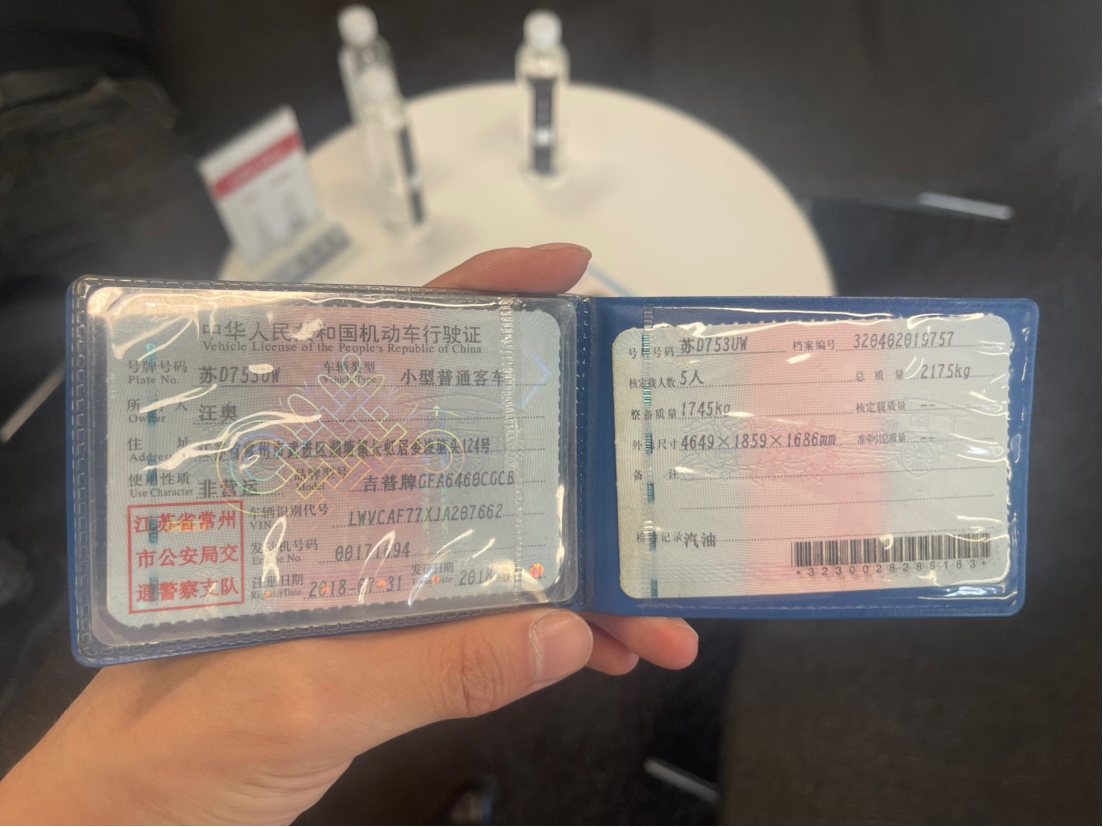 中华人民共和国机动车行驶证
Vehicle License of the People's Republic of China
号牌号码 苏D753UW 车辆类型 小型普通客车
Plate No. Vehicle Type
所 人 汪奥
Owner
住 址 124号
Address
使用性质 非营运 品牌型号 吉普牌GFA6460CGCB
Use Character Model
车辆识别代号 LWVCAF77XJA207662
VIN
发 机号码
Engine No.
注册日期 2018-07-31 发 日期
Register Date
江苏省常州
市公安局交
通警察支队
号牌号码 苏D753UW 档案编号 320402019757
核定载人数 5人 总 质 量 2175kg
整备质量 1745kg 核定载质量 --
外 尺寸 4649×1859×1686mm 准牵引总质量 --
备 注
检 记录 汽油
*3230028285163*